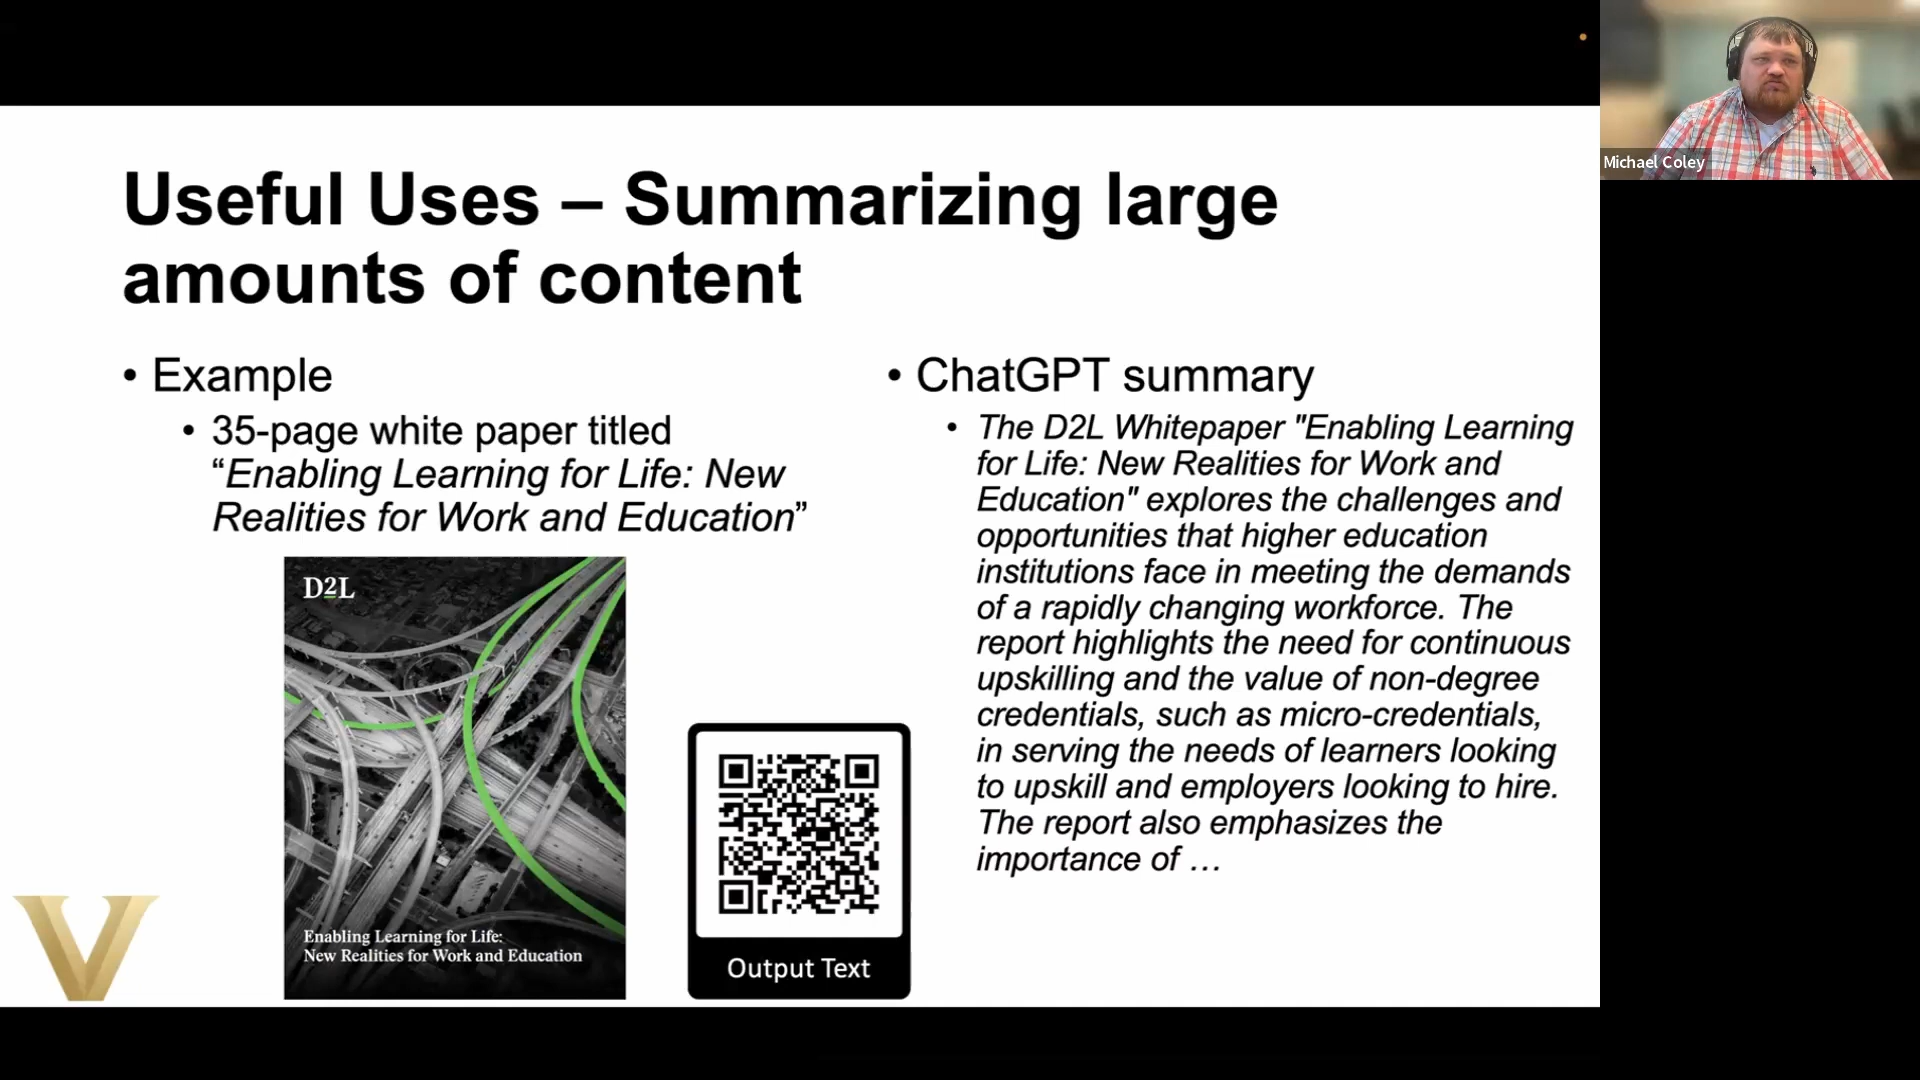 Michael Coley
Useful Uses – Summarizing large
amounts of content
• Example
• 35-page white paper titled
“Enabling Learning for Life: New
Realities for Work and Education”
D2L
Enabling Learning for Life:
New Realities for Work and Education
Output Text
• ChatGPT summary
• The D2L Whitepaper "Enabling Learning
for Life: New Realities for Work and
Education" explores the challenges and
opportunities that higher education
institutions face in meeting the demands
of a rapidly changing workforce. The
report highlights the need for continuous
upskilling and the value of non-degree
credentials, such as micro-credentials,
in serving the needs of learners looking
to upskill and employers looking to hire.
The report also emphasizes the
importance of …
V